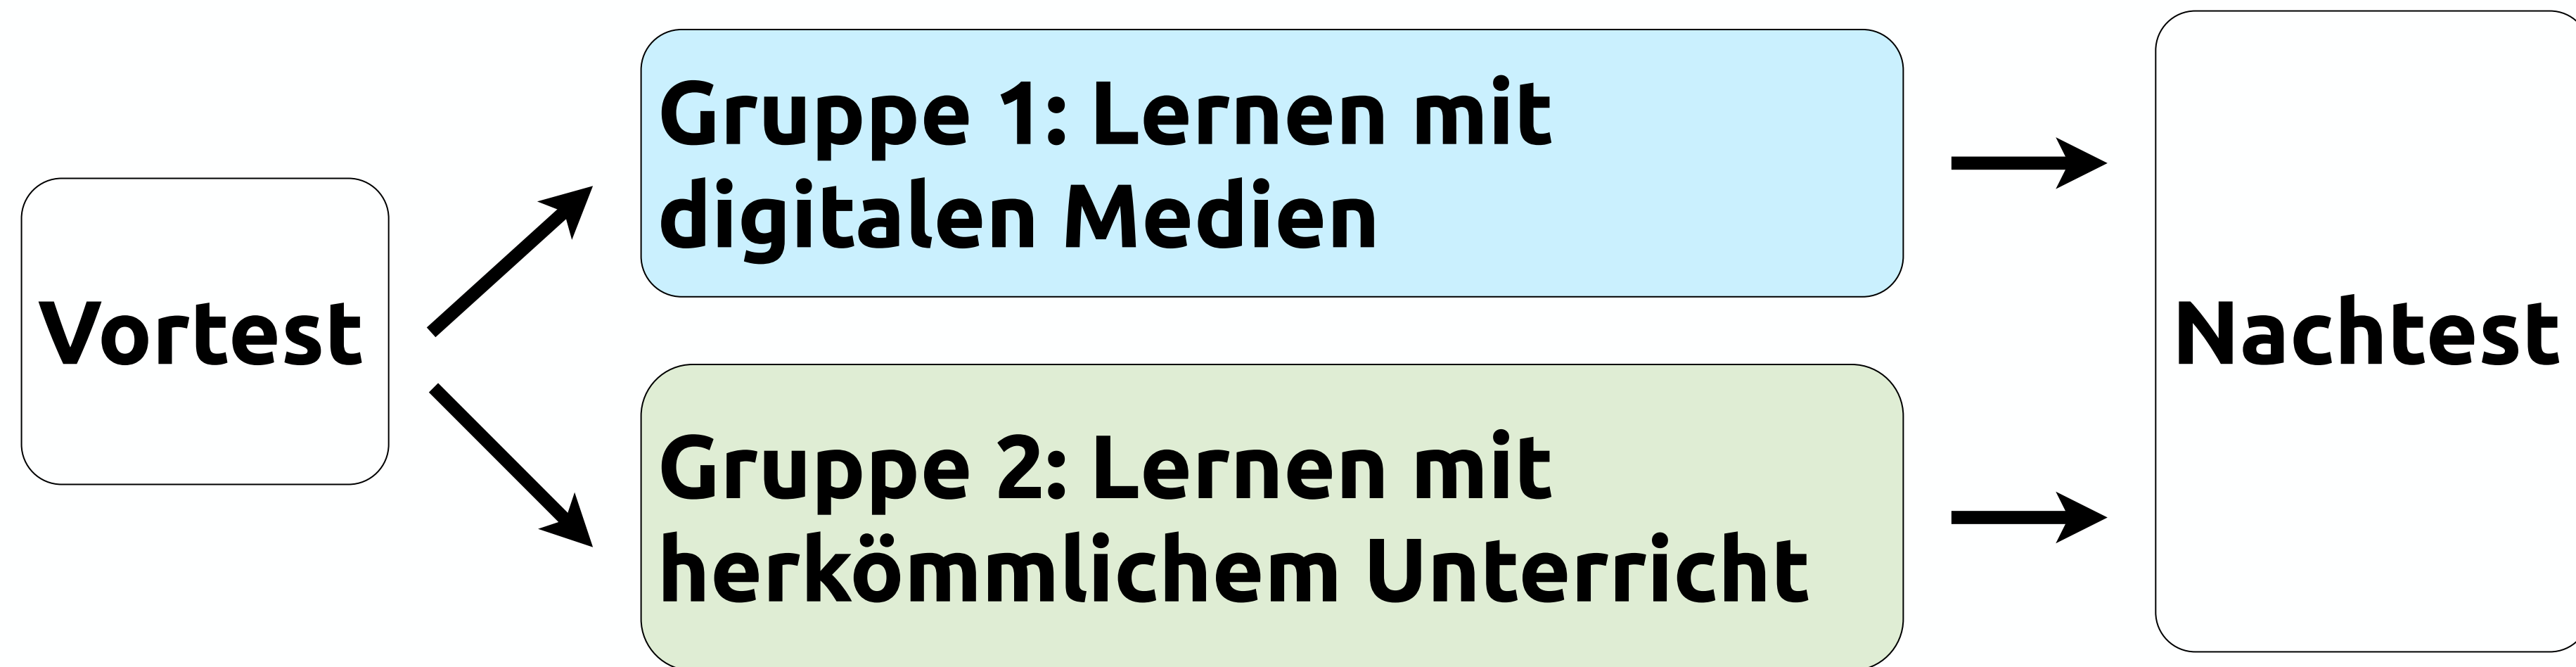 Vortest
Gruppe 1: Lernen mit
digitalen Medien
Gruppe 2: Lernen mit
herkömmlichem Unterricht
Nachtest